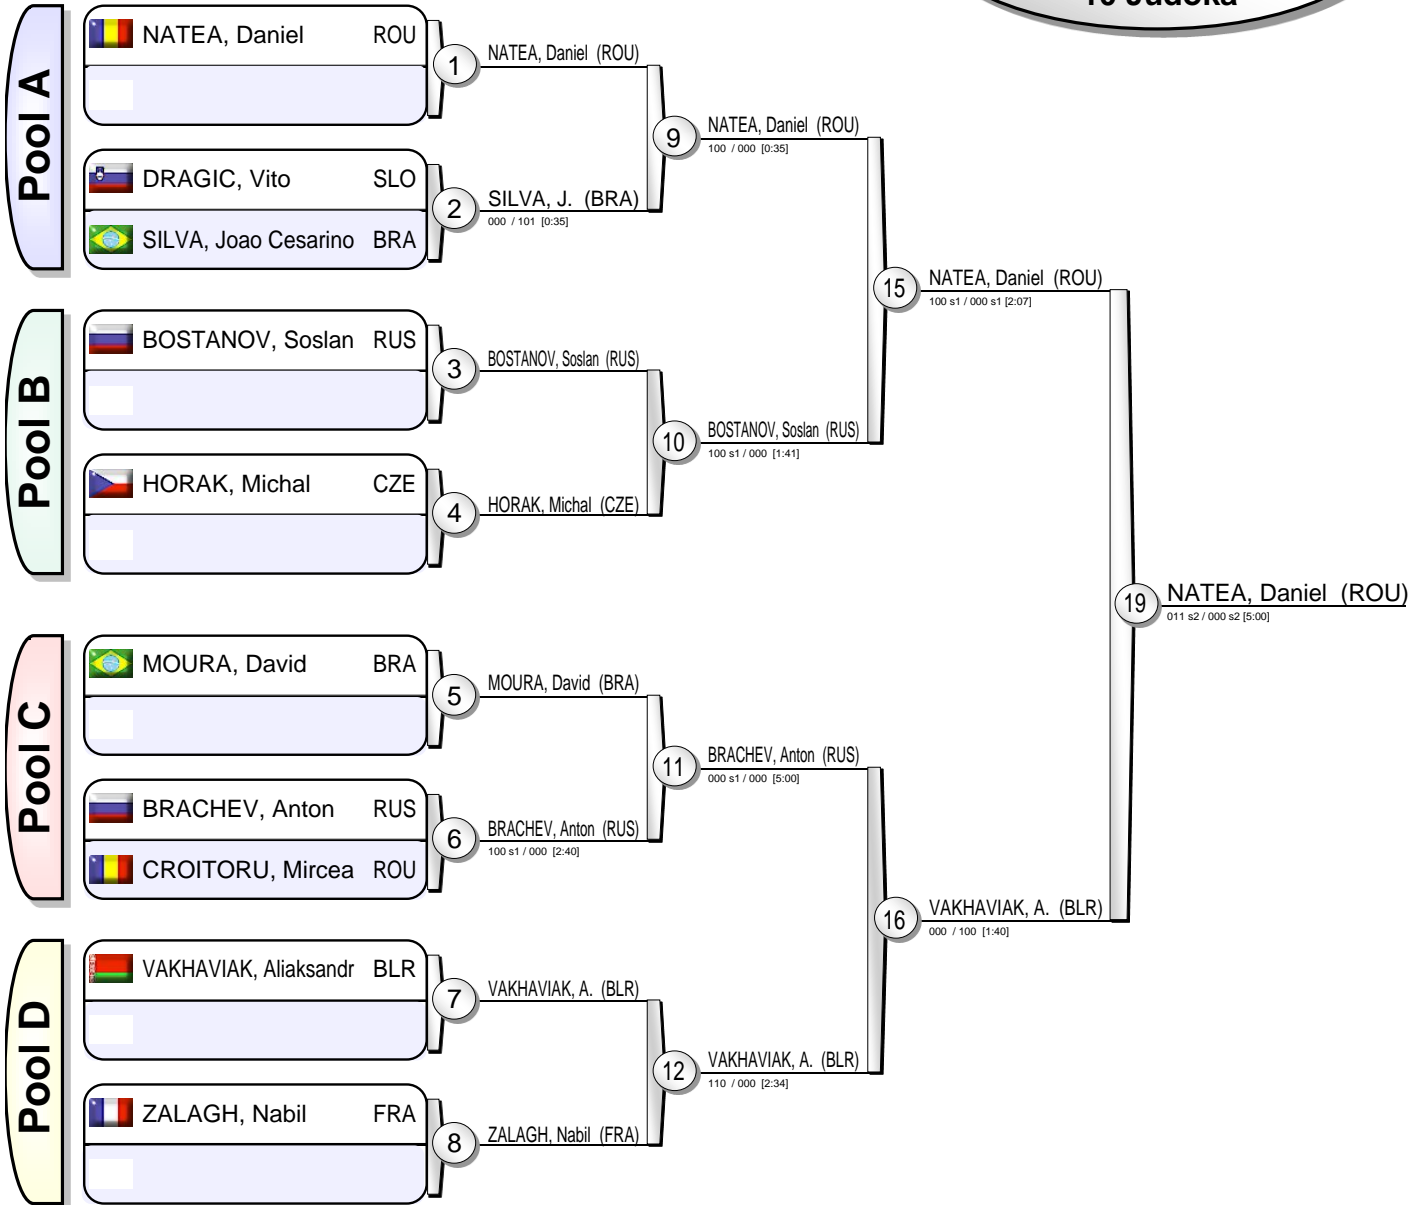 10 Judoka
Pool A
NATEA, Daniel ROU
1
NATEA, Daniel (ROU)
DRAGIC, Vito SLO
SILVA, Joao Cesarino BRA
2
SILVA, J. (BRA)
000 / 101 [0:35]
9
NATEA, Daniel (ROU)
100 / 000 [0:35]
Pool B
BOSTANOV, Soslan RUS
3
BOSTANOV, Soslan (RUS)
HORAK, Michal CZE
4
HORAK, Michal (CZE)
10
BOSTANOV, Soslan (RUS)
100 s1 / 000 [1:41]
15
NATEA, Daniel (ROU)
100 s1 / 000 s1 [2:07]
Pool C
MOURA, David BRA
5
MOURA, David (BRA)
BRACHEV, Anton RUS
CROITORU, Mircea ROU
6
BRACHEV, Anton (RUS)
100 s1 / 000 [2:40]
11
BRACHEV, Anton (RUS)
000 s1 / 000 [5:00]
Pool D
VAKHAVIAK, Aliaksandr BLR
7
VAKHAVIAK, A. (BLR)
ZALAGH, Nabil FRA
8
ZALAGH, Nabil (FRA)
12
VAKHAVIAK, A. (BLR)
110 / 000 [2:34]
16
VAKHAVIAK, A. (BLR)
000 / 100 [1:40]
19
NATEA, Daniel (ROU)
011 s2 / 000 s2 [5:00]